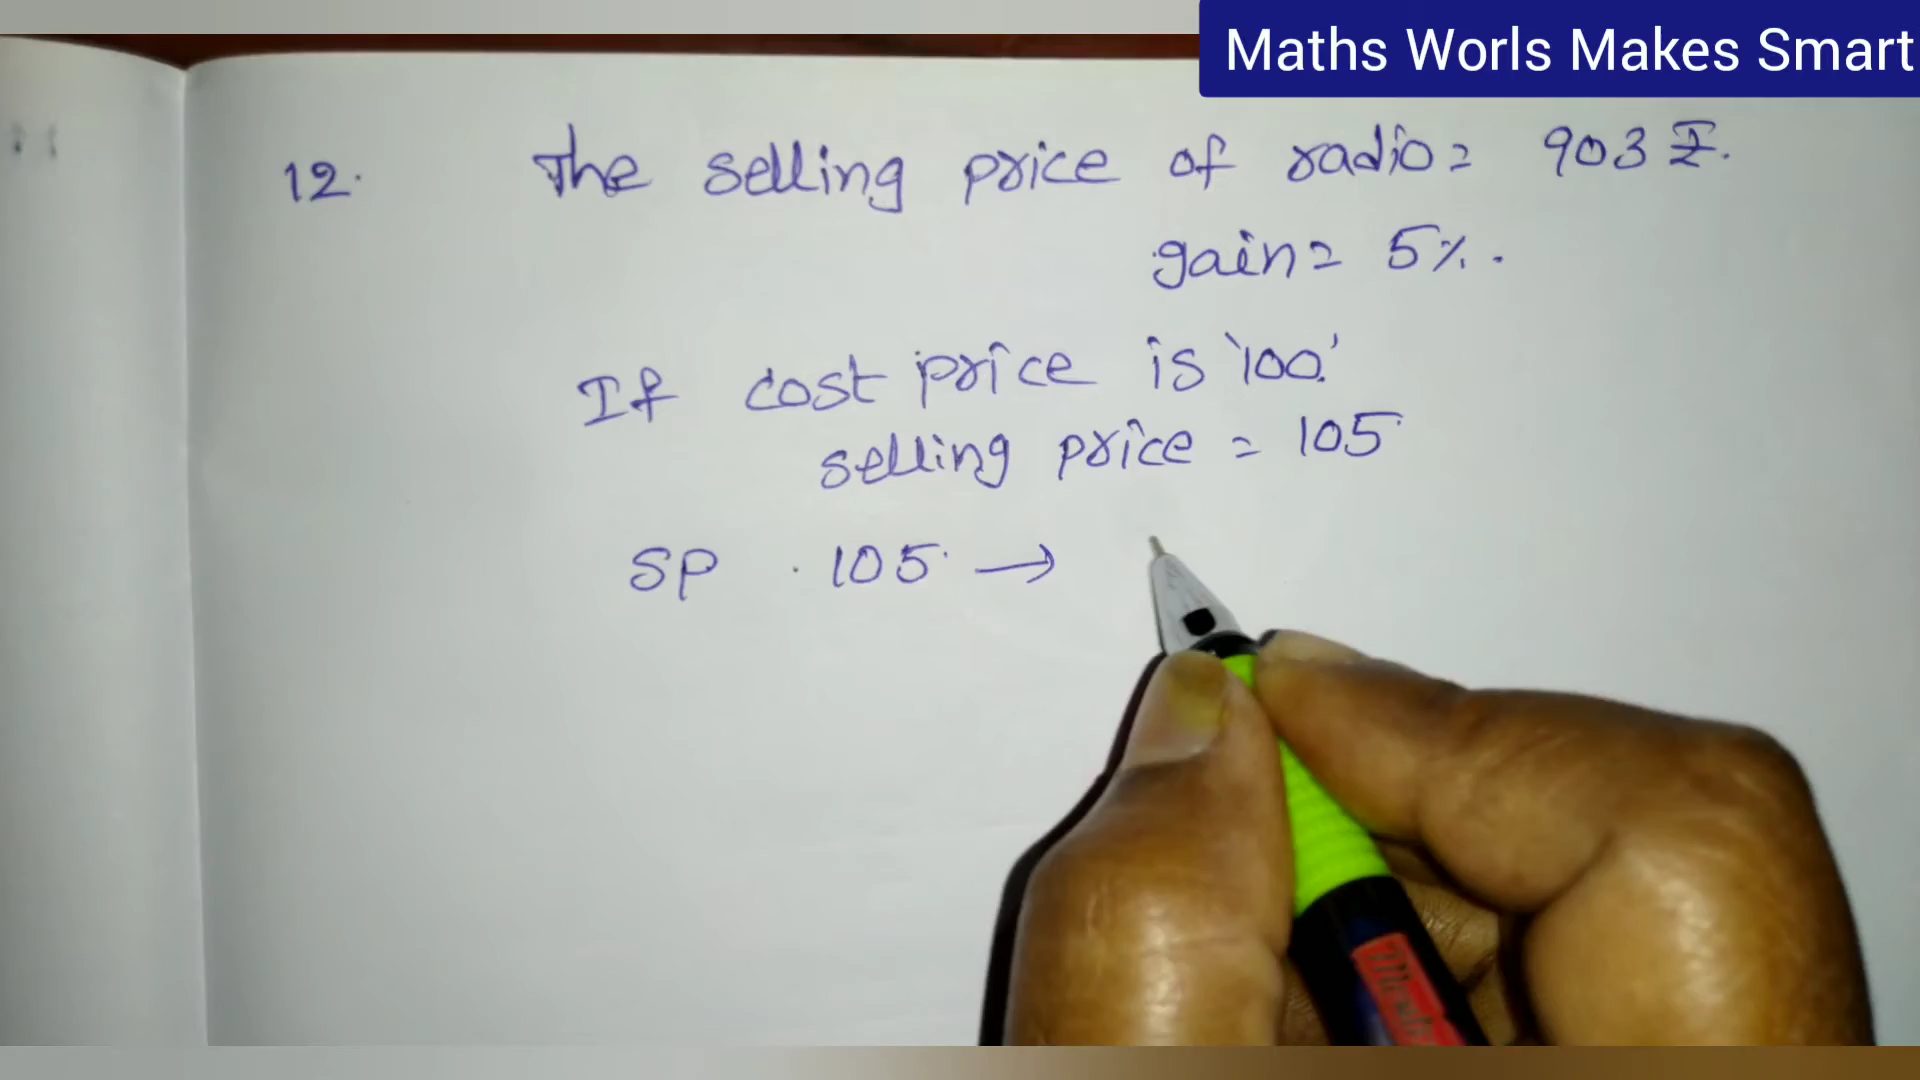 Maths Worls Makes Smart
12. The selling price of radio = 903 ₹.
gain = 5%.
If cost price is '100'
selling price = 105
SP 105 →